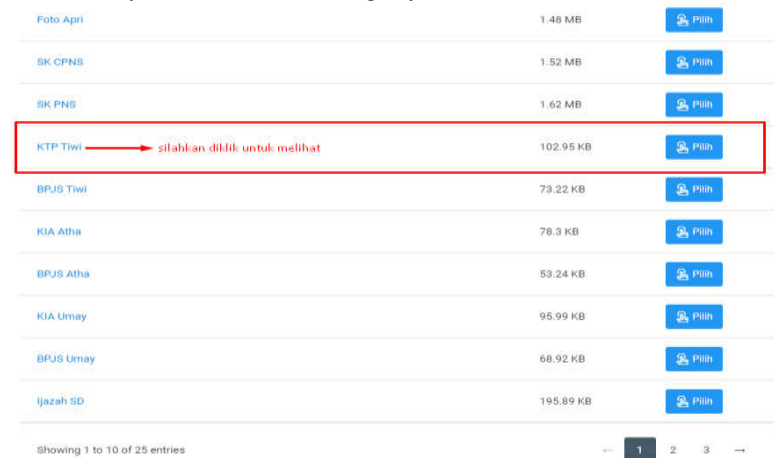 Foto Apri 1.48 MB Pilih
SK CPNS 1.52 MB Pilih
SK PNS 1.62 MB Pilih
KTP Tiwi silahkan diklik untuk melihat 102.95 KB Pilih
BPJS Tiwi 73.22 KB Pilih
KIA Atha 78.3 KB Pilih
BPJS Atha 53.24 KB Pilih
KIA Umay 95.99 KB Pilih
BPJS Umay 68.92 KB Pilih
Ijazah SD 195.89 KB Pilih
Showing 1 to 10 of 25 entries ← 1 2 3 →